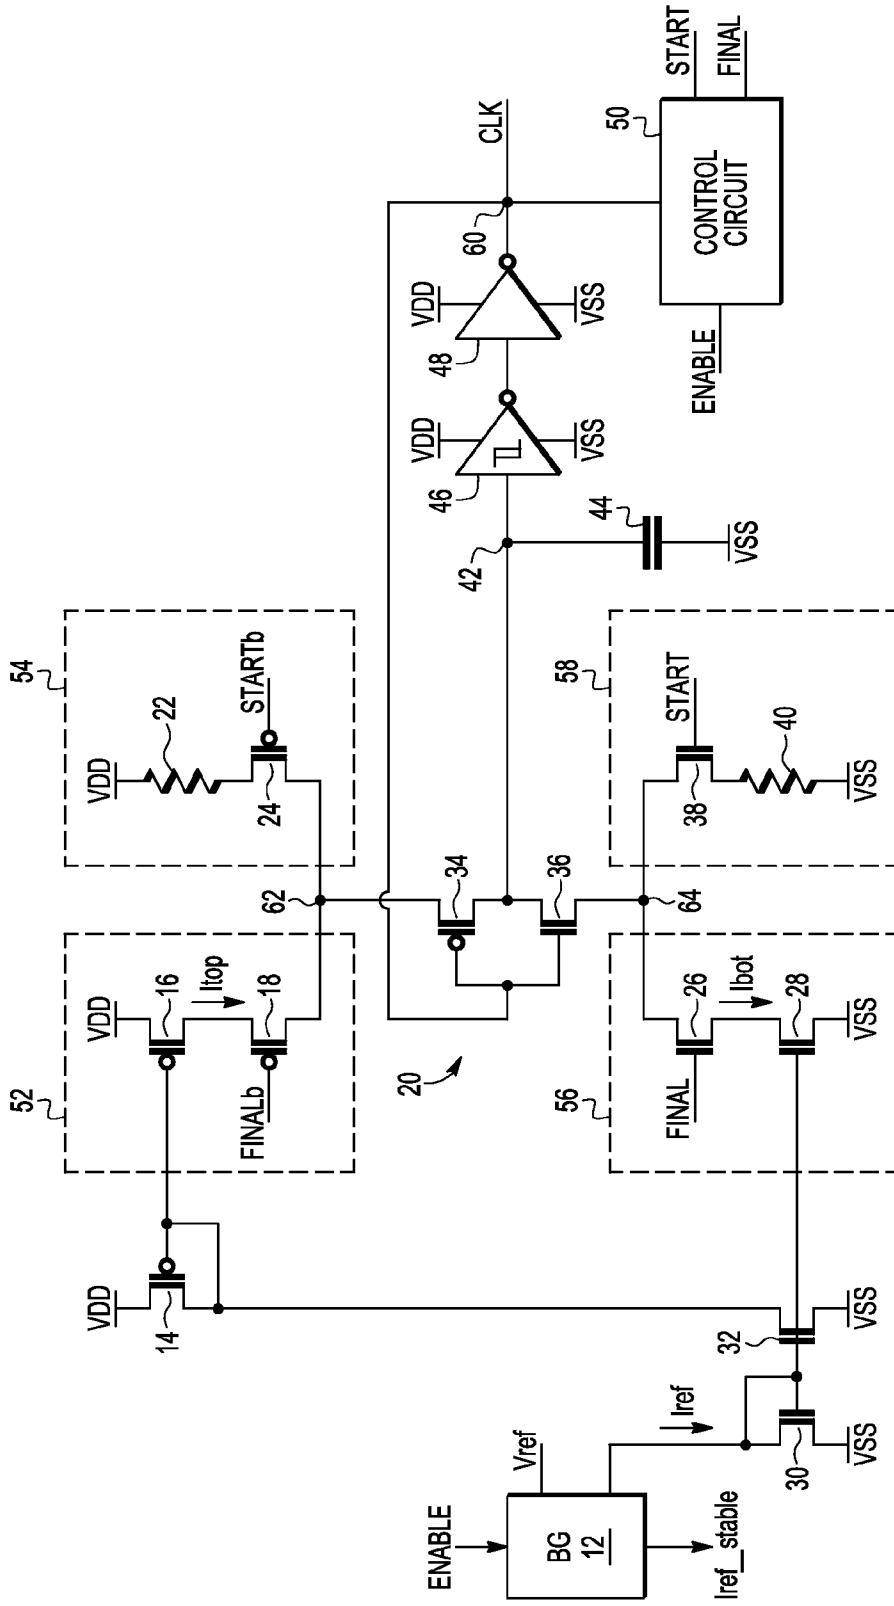 52
54
VDD
VDD
VDD
14
16
Itop
18
FINALb
22
24
STARTb
62
20
34
36
42
44
VSS
46
VDD
VSS
48
VDD
VSS
60
CLK
ENABLE
BG
12
Vref
Iref
Iref_stable
30
VSS
32
VSS
56
FINAL
26
Ibot
28
VSS
64
58
START
38
40
VSS
50
CONTROL
CIRCUIT
ENABLE
START
FINAL